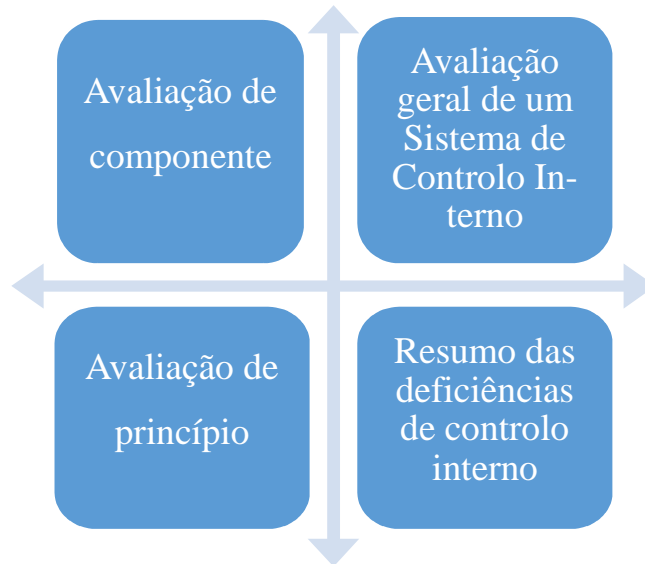 Avaliação de
componente
Avaliação
geral de um
Sistema de
Controlo In-
terno
Avaliação de
princípio
Resumo das
deficiências
de controlo
interno